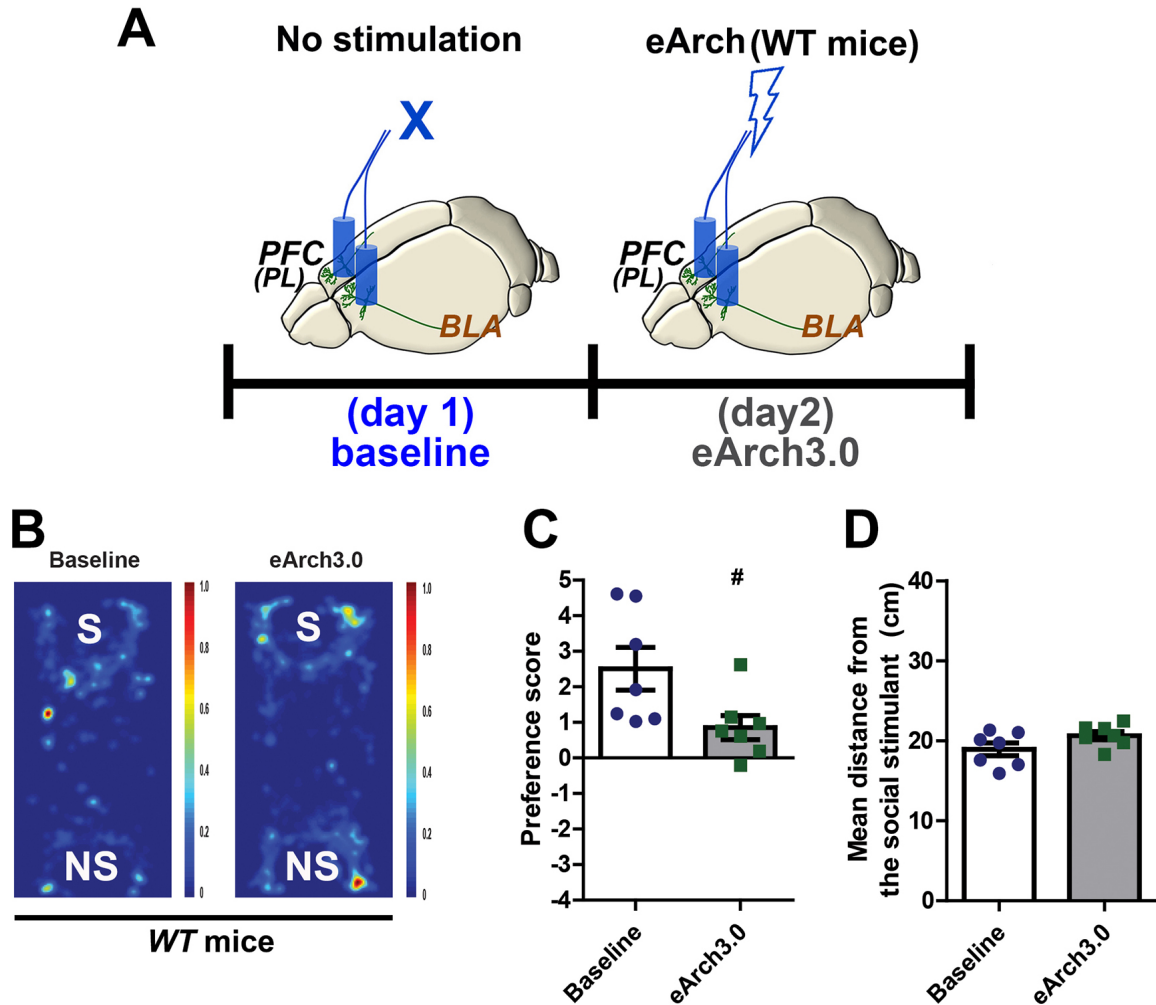 A
No stimulation
eArch (WT mice)
X
PFC
(PL)
BLA
PFC
(PL)
BLA
(day 1)
baseline
(day2)
eArch3.0
B
Baseline
eArch3.0
S
NS
1.0
0.8
0.6
0.4
0.2
0
S
NS
1.0
0.8
0.6
0.4
0.2
0
WT mice
C
Preference score
5
4
3
2
1
0
-1
-2
-3
-4
#
Baseline
eArch3.0
D
Mean distance from
the social stimulant (cm)
40
30
20
10
0
Baseline
eArch3.0